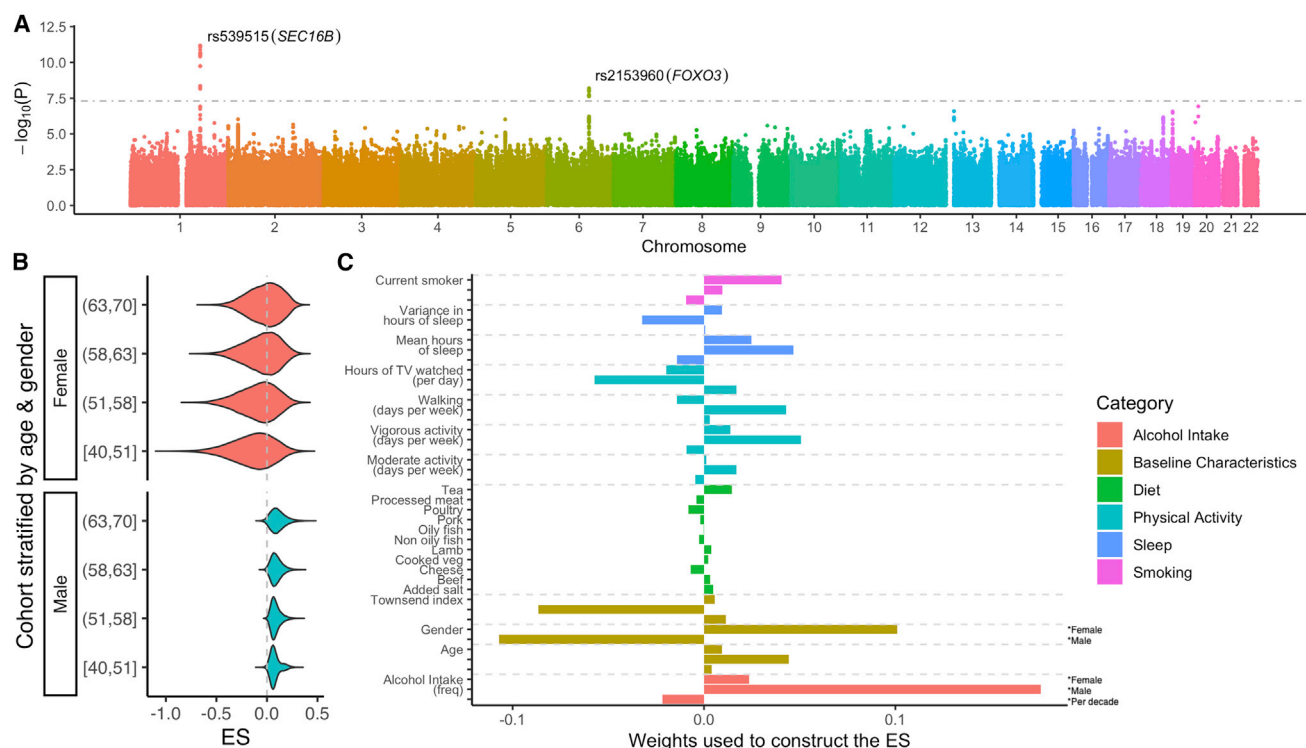 A
12.5
10.0
7.5
5.0
2.5
0.0
−log₁₀(P)
rs539515(SEC16B)
rs2153960(FOXO3)
1 2 3 4 5 6 7 8 9 10 11 12 13 14 15 16 17 18 19 20 21 22
Chromosome
B
Cohort stratified by age & gender
Female
(63,70]
(58,63]
(51,58]
[40,51]
Male
(63,70]
(58,63]
(51,58]
[40,51]
-1.0 -0.5 0.0 0.5
ES
C
Current smoker
Variance in
hours of sleep
Mean hours
of sleep
Hours of TV watched
(per day)
Walking
(days per week)
Vigorous activity
(days per week)
Moderate activity
(days per week)
Tea
Processed meat
Poultry
Pork
Oily fish
Non oily fish
Lamb
Cooked veg
Cheese
Beef
Added salt
Townsend index
Gender
Age
Alcohol Intake
(freq)
*Female
*Male
*Female
*Male
*Per decade
-0.1 0.0 0.1
Weights used to construct the ES
Category
Alcohol Intake
Baseline Characteristics
Diet
Physical Activity
Sleep
Smoking